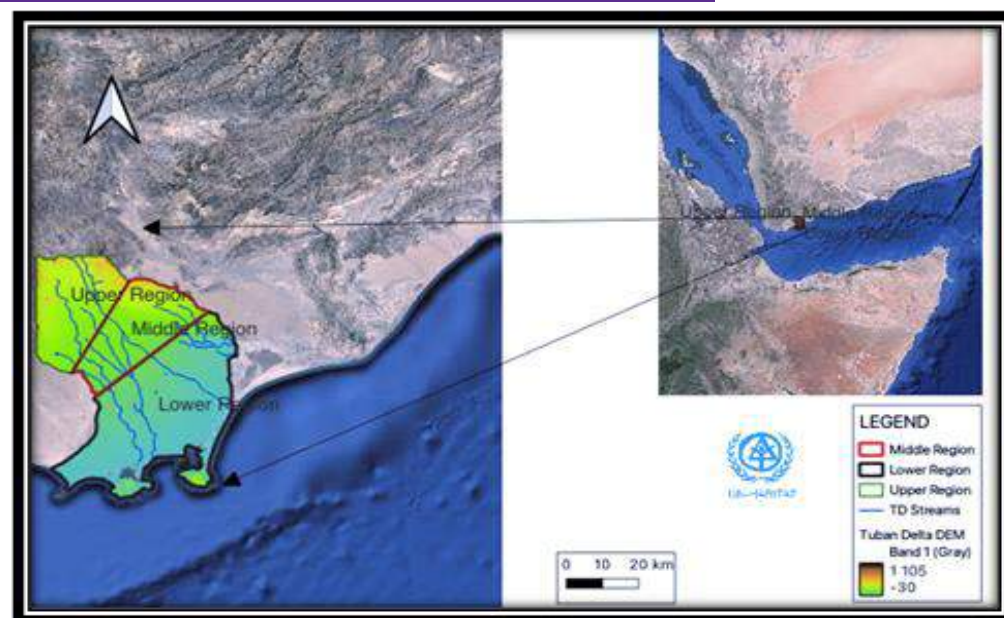 Upper Region
Middle Region
Lower Region
Upper Region Middle
0 10 20 km
UN-HABITAT
LEGEND
Middle Region
Lower Region
Upper Region
TD Streams
Tuban Delta DEM
Band 1 (Gray)
1 105
-30